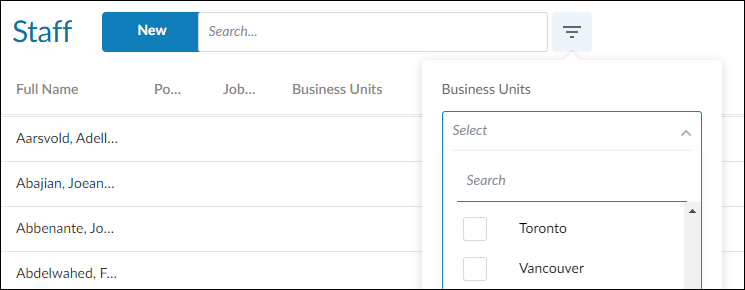 Staff New Search...
Full Name Po... Job... Business Units
Business Units
Select
Aarsvold, Adell...
Search
Abajian, Joean...
Toronto
Abbenante, Jo...
Vancouver
Abdelwahed, F...